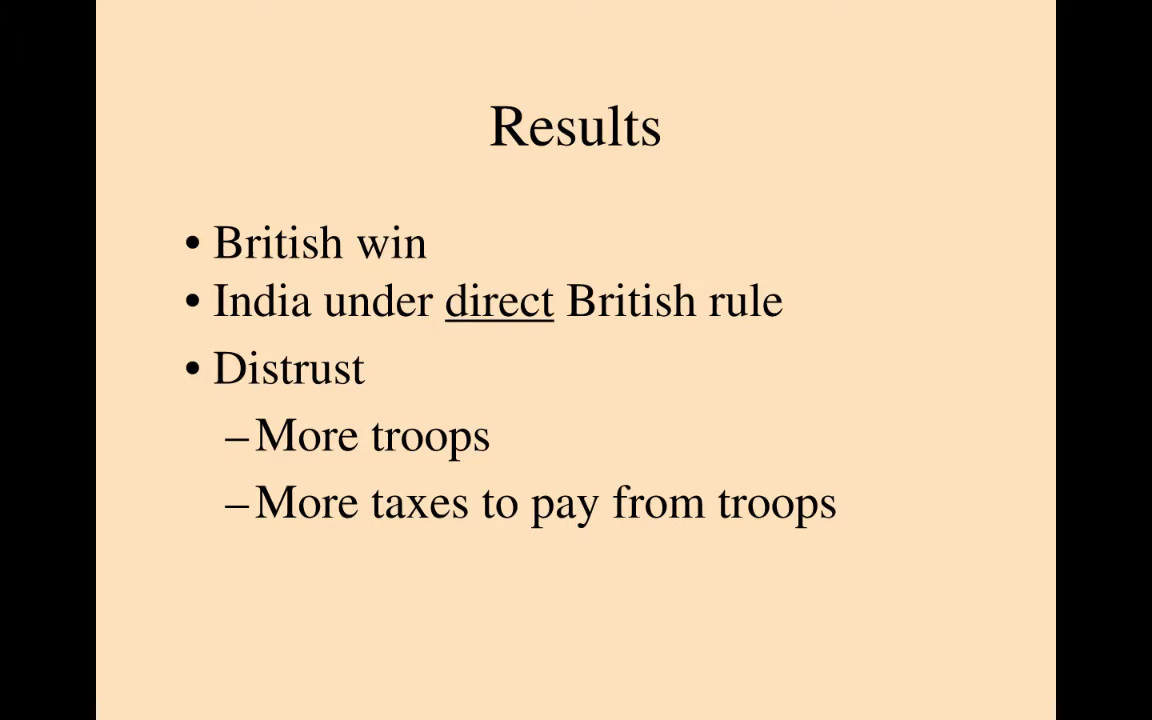 Results
• British win
• India under direct British rule
• Distrust
–More troops
–More taxes to pay from troops